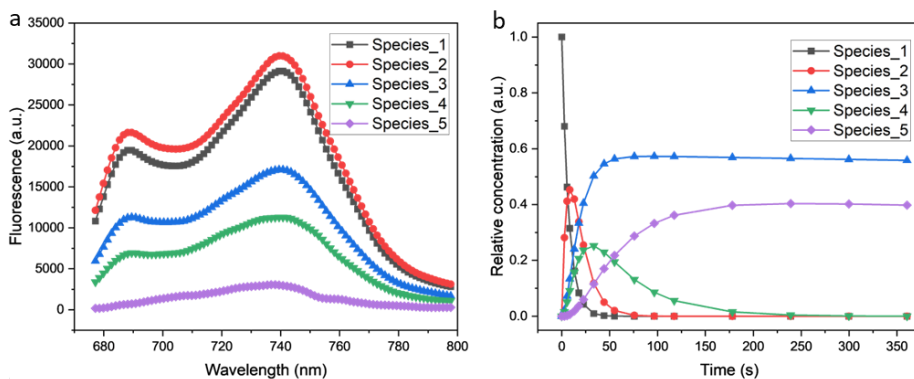 a
35000
30000
25000
20000
15000
10000
5000
0
Fluorescence (a.u.)
680 700 720 740 760 780 800
Wavelength (nm)
Species_1
Species_2
Species_3
Species_4
Species_5
b
1.0
0.8
0.6
0.4
0.2
0.0
Relative concentration (a.u.)
0 50 100 150 200 250 300 350
Time (s)
Species_1
Species_2
Species_3
Species_4
Species_5